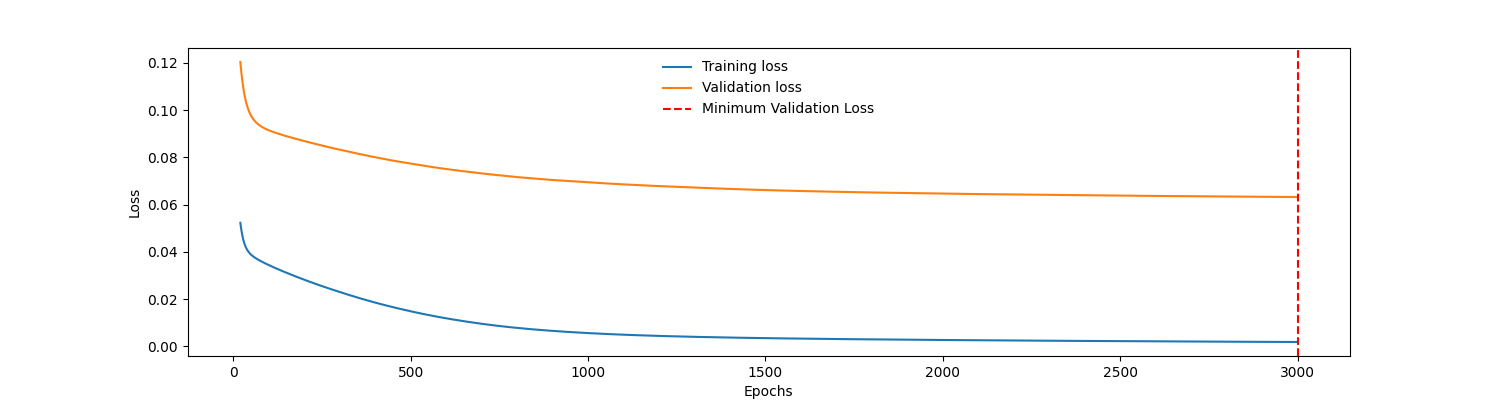 Training loss
Validation loss
Minimum Validation Loss
0.12
0.10
0.08
0.06
0.04
0.02
0.00
Loss
0 500 1000 1500 2000 2500 3000
Epochs